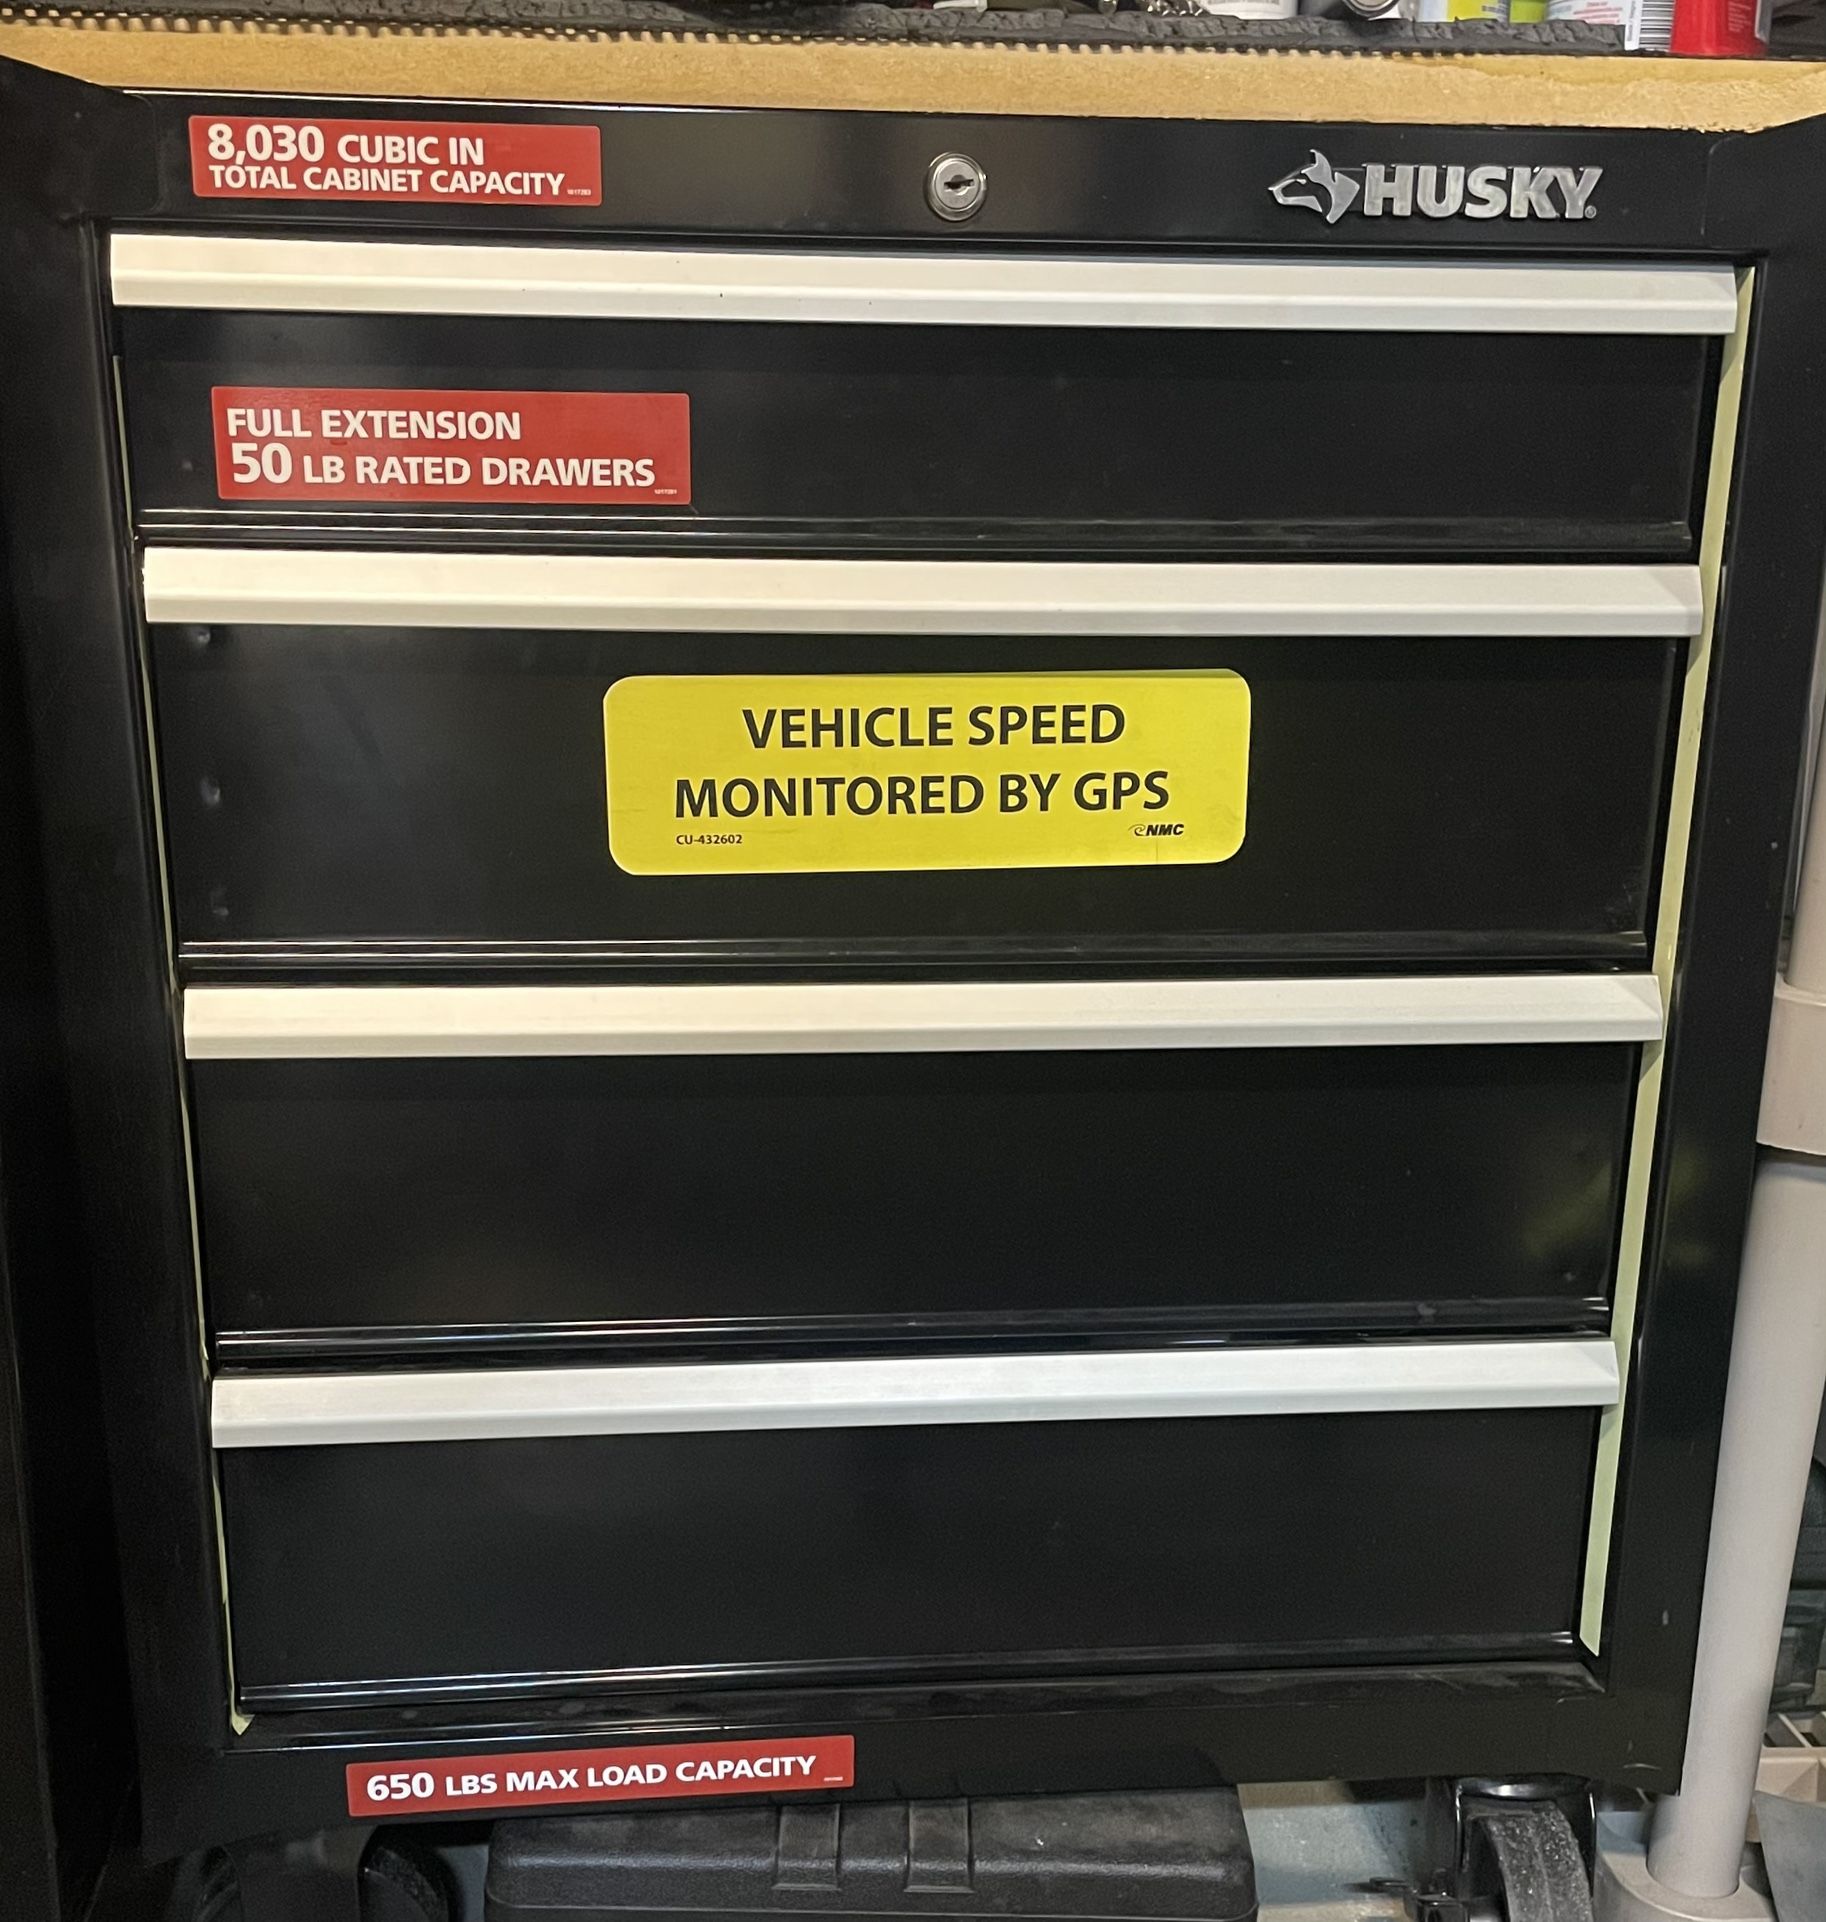 8,030 CUBIC IN
TOTAL CABINET CAPACITY
HUSKY
FULL EXTENSION
50 LB RATED DRAWERS
VEHICLE SPEED
MONITORED BY GPS
CU-432602
NMC
650 LBS MAX LOAD CAPACITY